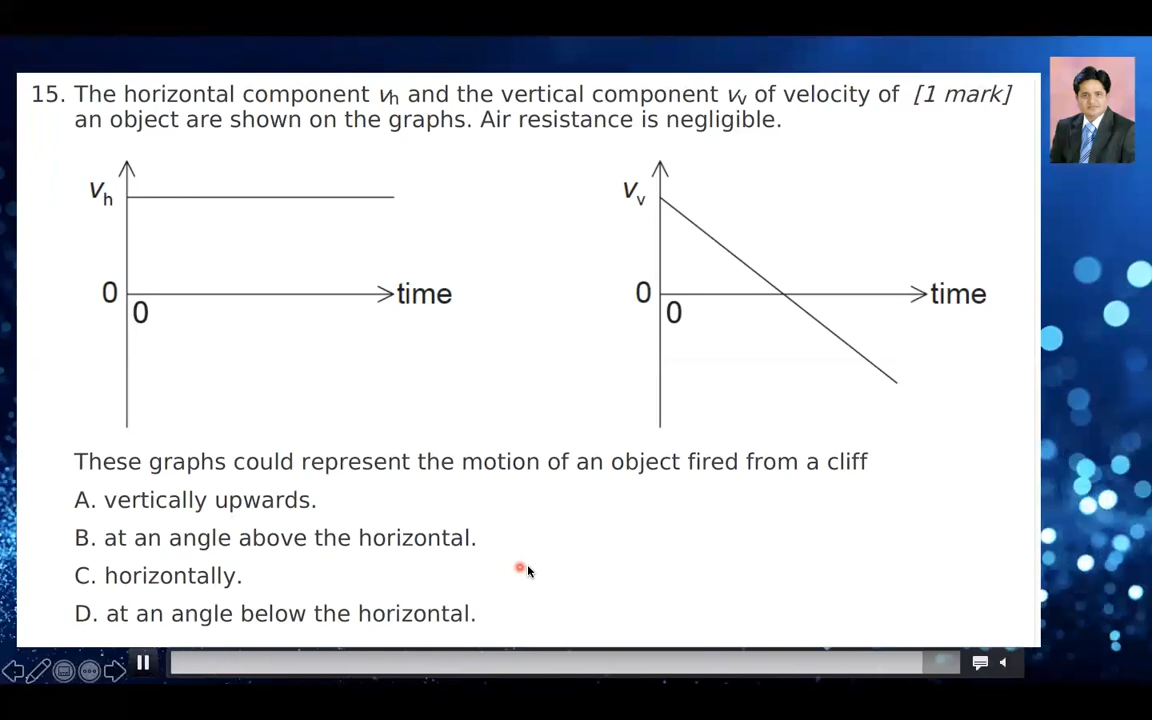 15. The horizontal component vh and the vertical component vv of velocity of [1 mark]
an object are shown on the graphs. Air resistance is negligible.
vh
0
0
time
vv
0
0
time
These graphs could represent the motion of an object fired from a cliff
A. vertically upwards.
B. at an angle above the horizontal.
C. horizontally.
D. at an angle below the horizontal.